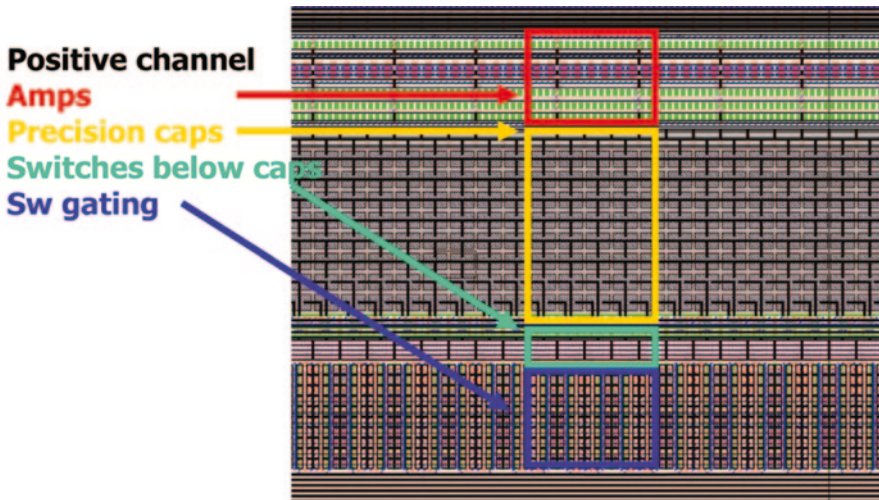 Positive channel
Amps
Precision caps
Switches below caps
Sw gating